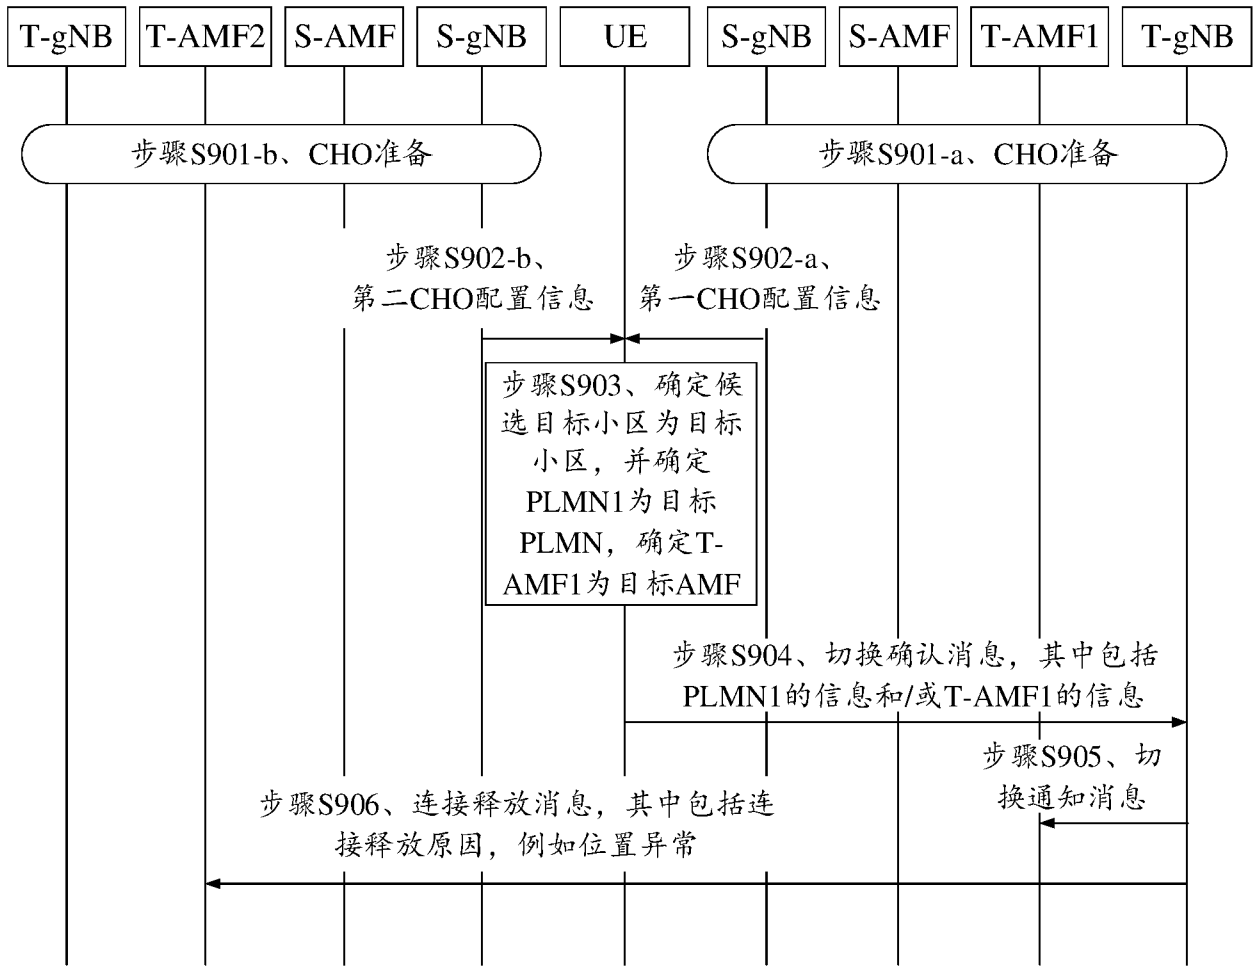 T-gNB
T-AMF2
S-AMF
S-gNB
UE
S-gNB
S-AMF
T-AMF1
T-gNB
步骤S901-b、CHO准备
步骤S901-a、CHO准备
步骤S902-b、
第二CHO配置信息
步骤S902-a、
第一CHO配置信息
步骤S903、确定候
选目标小区为目标
小区，并确定
PLMN1为目标
PLMN，确定T-
AMF1为目标AMF
步骤S904、切换确认消息，其中包括
PLMN1的信息和/或T-AMF1的信息
步骤S905、切
换通知消息
步骤S906、连接释放消息，其中包括连
接释放原因，例如位置异常